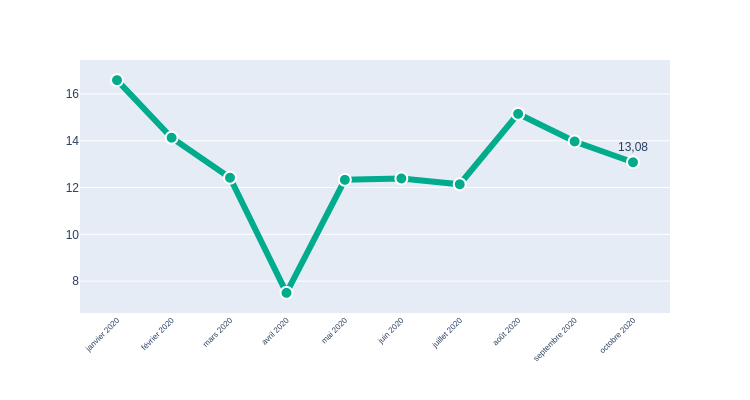 16
14
12
10
8
13,08
janvier 2020
février 2020
mars 2020
avril 2020
mai 2020
juin 2020
juillet 2020
août 2020
septembre 2020
octobre 2020